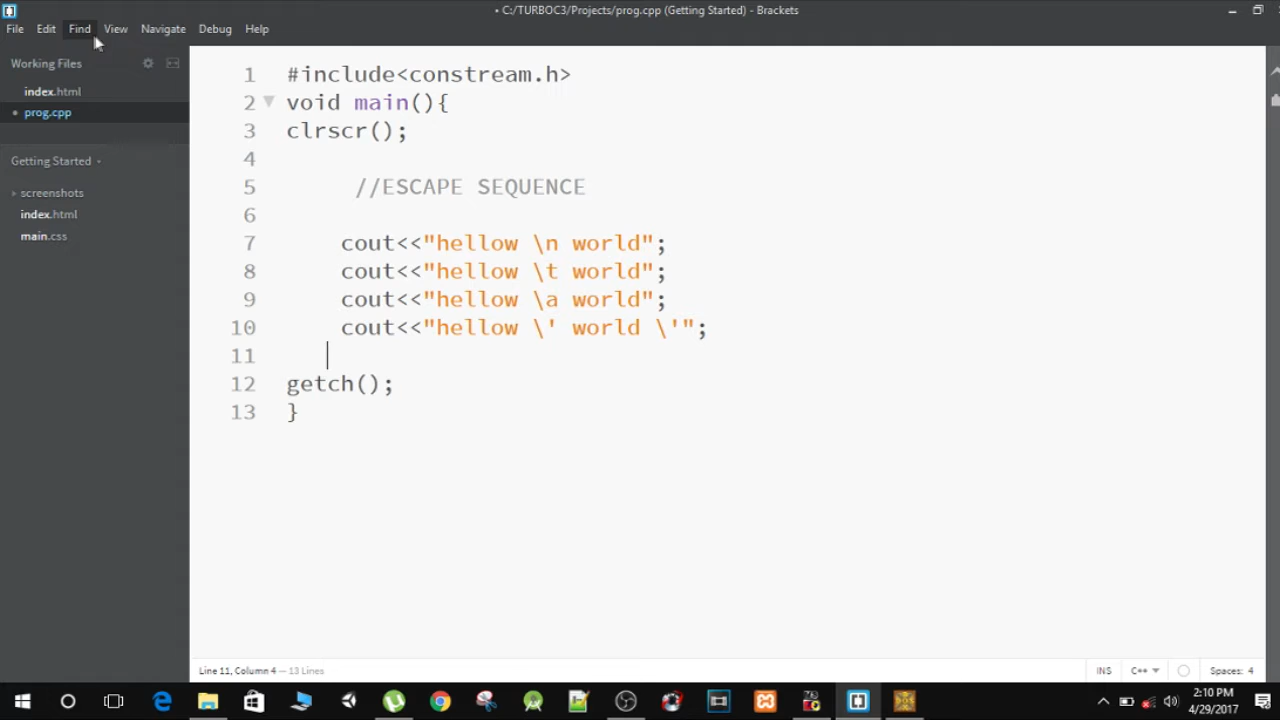 • C:/TURBOC3/Projects/prog.cpp (Getting Started) - Brackets
File Edit Find View Navigate Debug Help
Working Files
index.html
• prog.cpp
Getting Started
screenshots
index.html
main.css
1 #include<constream.h>
2 void main(){
3 clrscr();
4
5 //ESCAPE SEQUENCE
6
7 cout<<"hellow \n world";
8 cout<<"hellow \t world";
9 cout<<"hellow \a world";
10 cout<<"hellow \' world \'";
11
12 getch();
13 }
Line 11, Column 4 — 13 Lines
INS C++ Spaces: 4
2:10 PM
4/29/2017